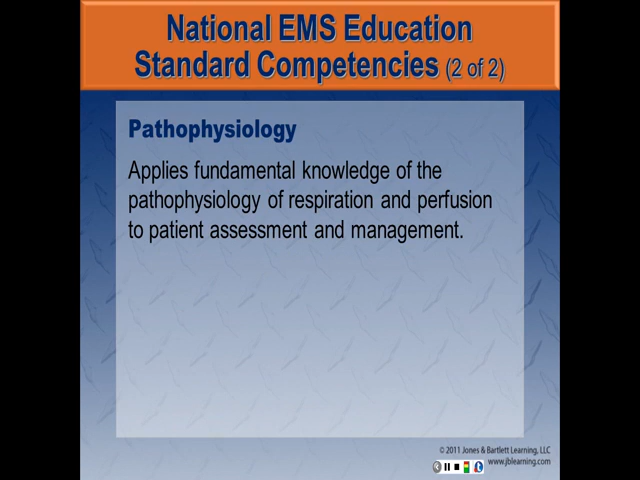 National EMS Education
Standard Competencies (2 of 2)
Pathophysiology
Applies fundamental knowledge of the
pathophysiology of respiration and perfusion
to patient assessment and management.
© 2011 Jones & Bartlett Learning, LLC
www.jblearning.com